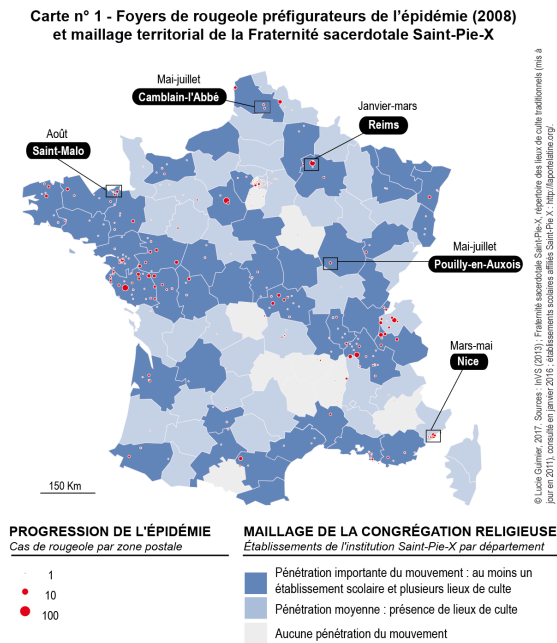 Carte n° 1 - Foyers de rougeole préfigurateurs de l'épidémie (2008)
et maillage territorial de la Fraternité sacerdotale Saint-Pie-X
Mai-juillet
Camblain-l'Abbé
Janvier-mars
Reims
Août
Saint-Malo
Mai-juillet
Pouilly-en-Auxois
Mars-mai
Nice
150 Km
© Lucie Guimier, 2017. Sources : InVS (2013) ; Fraternité sacerdotale Saint-Pie-X, répertoire des lieux de culte traditionnels (mis à
jour en 2011), consulté en janvier 2016 ; établissements scolaires affiliés Saint-Pie X : http://laportelatine.org/.
PROGRESSION DE L'ÉPIDÉMIE
Cas de rougeole par zone postale
1
10
100
MAILLAGE DE LA CONGRÉGATION RELIGIEUSE
Établissements de l'institution Saint-Pie-X par département
Pénétration importante du mouvement : au moins un
établissement scolaire et plusieurs lieux de culte
Pénétration moyenne : présence de lieux de culte
Aucune pénétration du mouvement